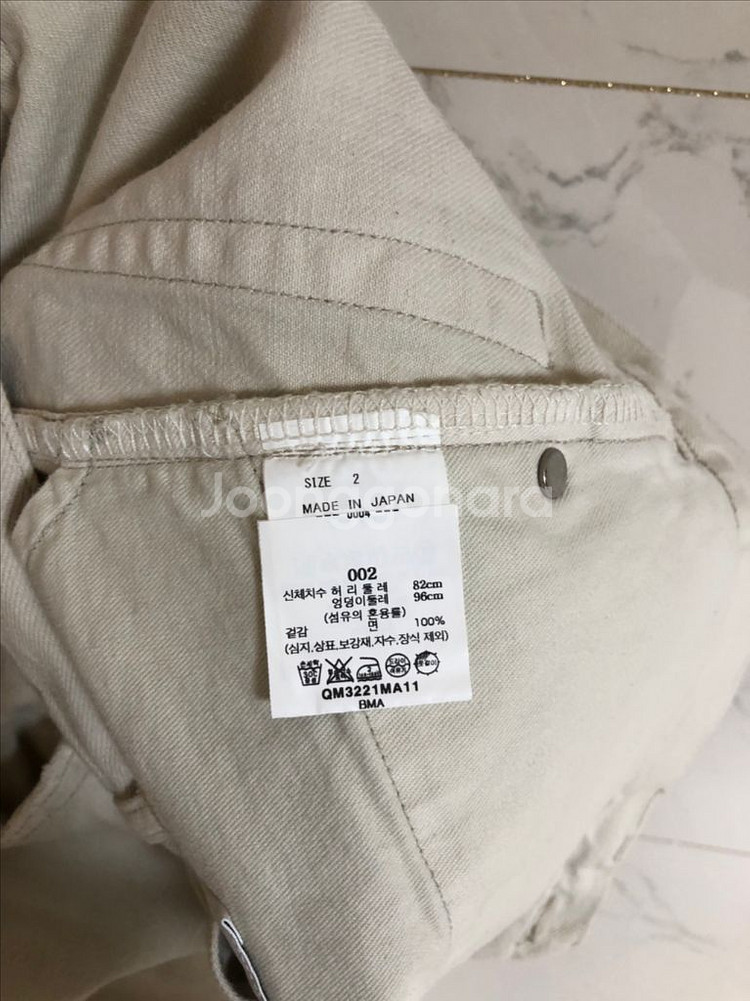 SIZE 2
Joonggonara
MADE IN JAPAN
0004
002
신체치수 허 리 둘 레 82cm
엉덩이둘레 96cm
(섬유의 혼용률)
겉감 면 100%
(심지,상표,보강재,자수,장식 제외)
QM3221MA11
BMA